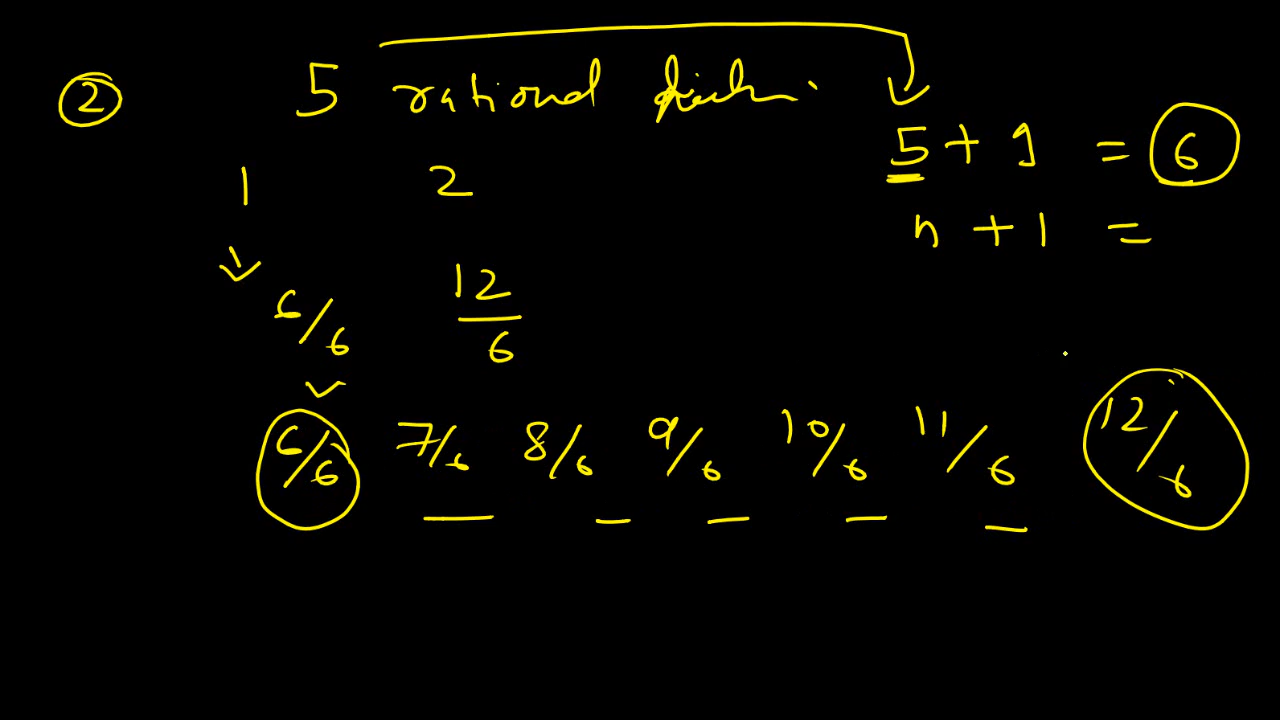 ② 5 rational
5 + 1 = 6
1 2
n + 1 =
6/6 12/6
6/6 7/6 8/6 9/6 10/6 11/6 12/6